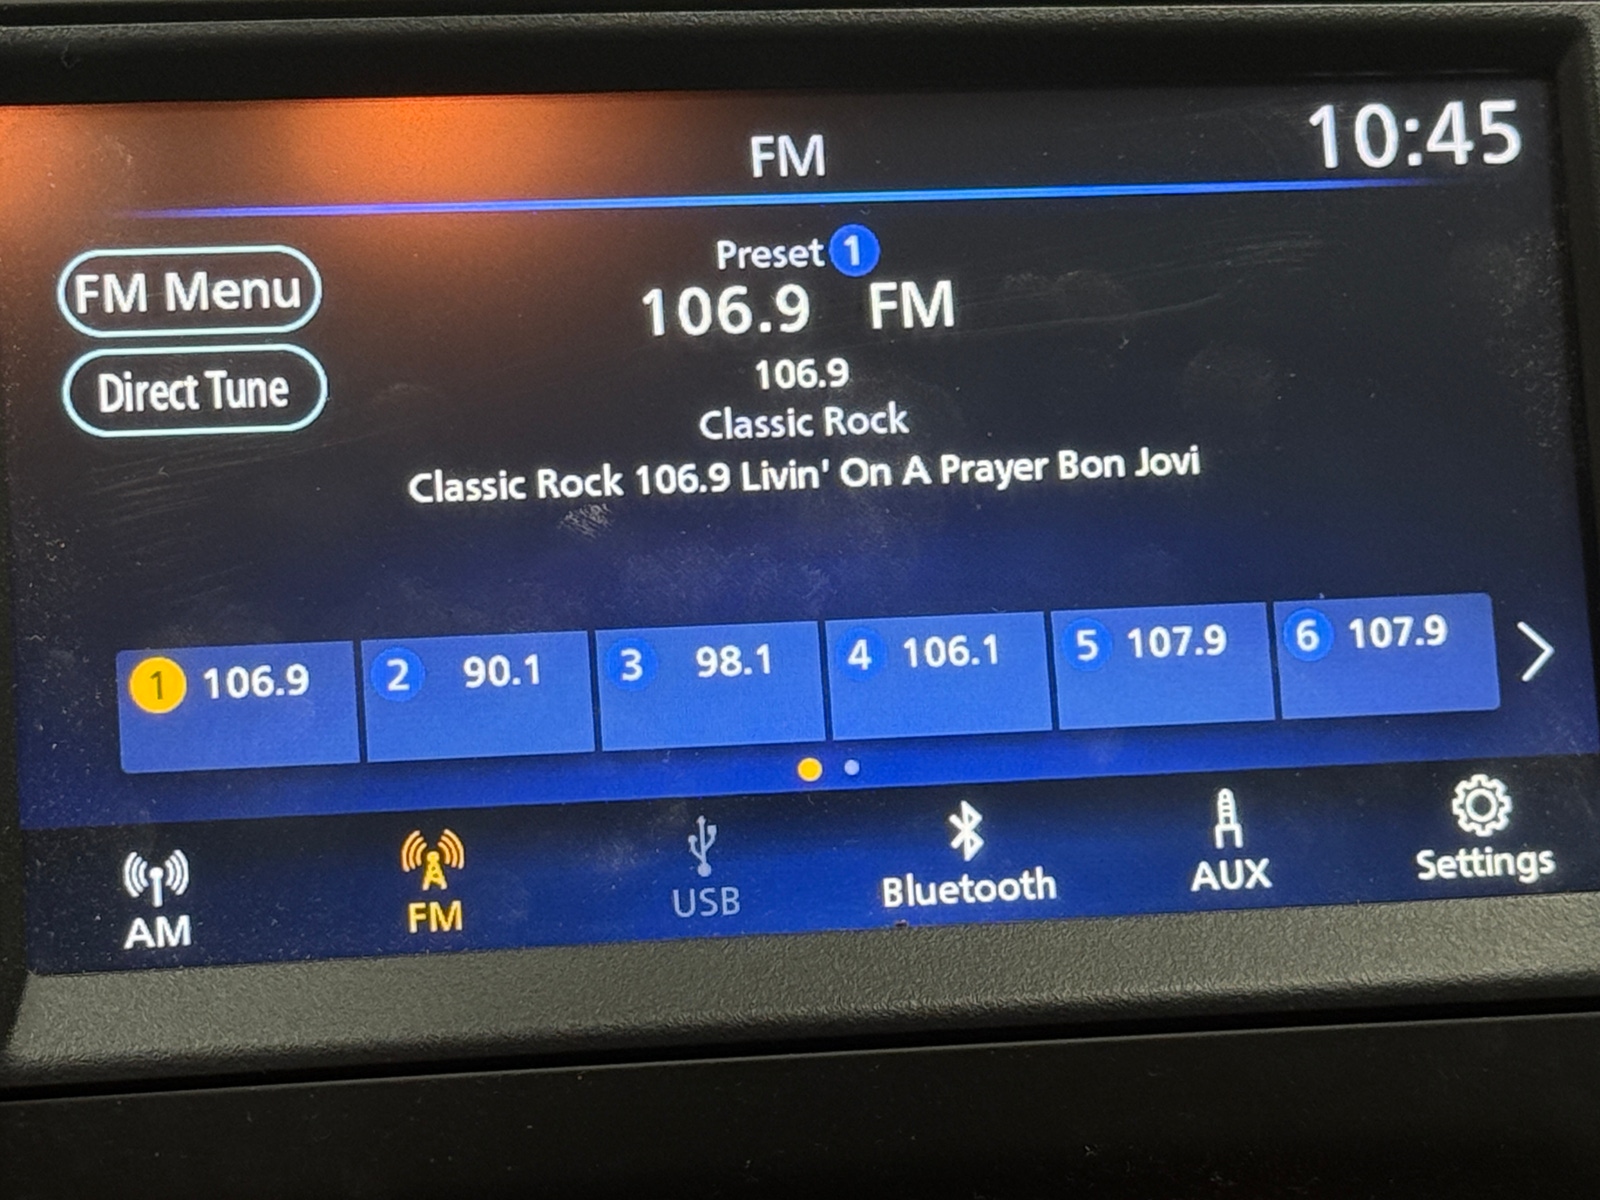 FM
10:45
FM Menu
Preset 1
106.9 FM
Direct Tune
106.9
Classic Rock
Classic Rock 106.9 Livin' On A Prayer Bon Jovi
1 106.9
2 90.1
3 98.1
4 106.1
5 107.9
6 107.9
AM
FM
USB
Bluetooth
AUX
Settings